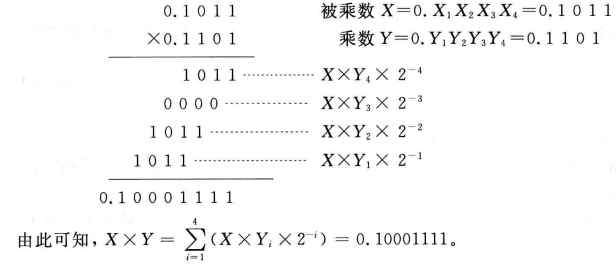 0.1011 被乘数 X=0.X₁X₂X₃X₄=0.1011
×0.1101 乘数 Y=0.Y₁Y₂Y₃Y₄=0.1101
1011 ………… X×Y₄×2⁻⁴
0000 ………… X×Y₃×2⁻³
1011 ………… X×Y₂×2⁻²
1011 ………… X×Y₁×2⁻¹
0.10001111
由此可知，X×Y=∑⁴ᵢ₌₁(X×Yᵢ×2⁻ⁱ)=0.10001111。